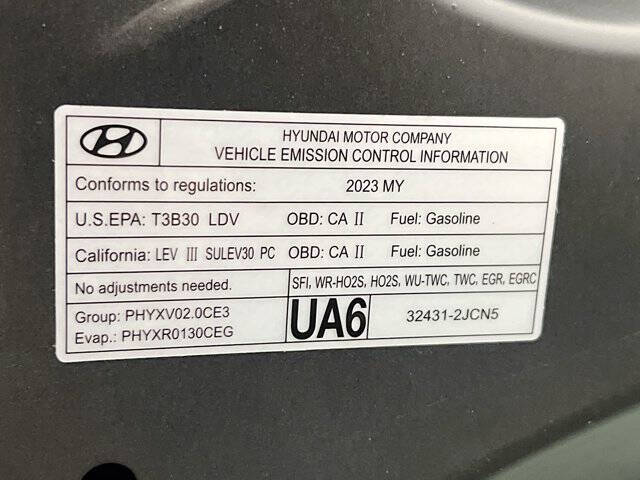 HYUNDAI MOTOR COMPANY
VEHICLE EMISSION CONTROL INFORMATION
Conforms to regulations: 2023 MY
U.S.EPA: T3B30 LDV OBD: CA II Fuel: Gasoline
California: LEV III SULEV30 PC OBD: CA II Fuel: Gasoline
No adjustments needed. SFI, WR-HO2S, HO2S, WU-TWC, TWC, EGR, EGRC
Group: PHYXV02.0CE3
Evap.: PHYXR0130CEG
UA6 32431-2JCN5